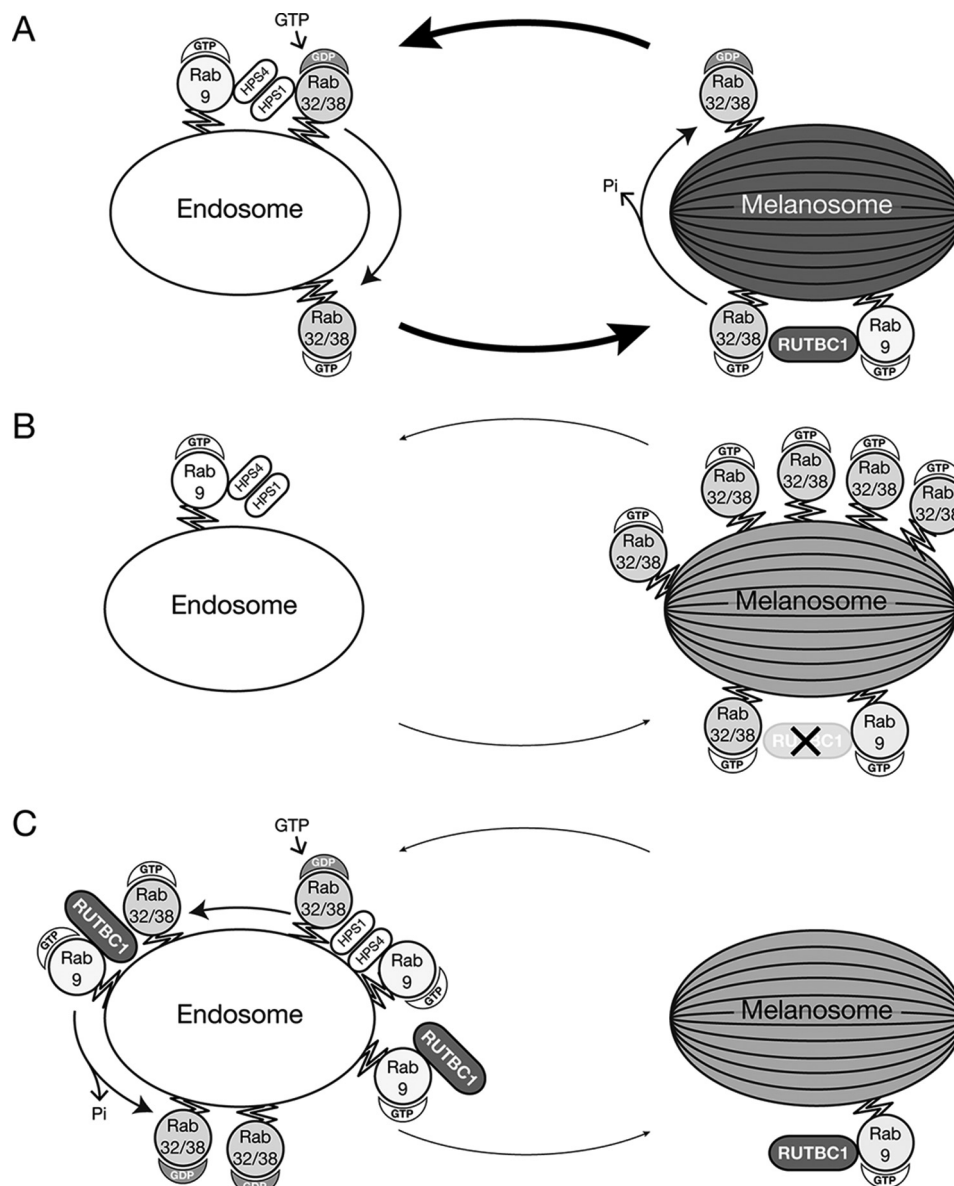 A
GTP
GTP
Rab
9
HPS4
HPS1
GDP
Rab
32/38
Endosome
Rab
32/38
GTP
GDP
Rab
32/38
Pi
Melanosome
Rab
32/38
GTP
RUTBC1
Rab
9
GTP
B
GTP
Rab
9
HPS4
HPS1
Endosome
GTP
Rab
32/38
GTP
Rab
32/38
GTP
Rab
32/38
GTP
Rab
32/38
GTP
Rab
32/38
Melanosome
Rab
32/38
GTP
RUTBC1
Rab
9
GTP
C
GTP
GDP
Rab
32/38
GTP
Rab
32/38
RUTBC1
GTP
Rab
9
HPS1
HPS4
Rab
9
GTP
Endosome
RUTBC1
Rab
9
GTP
Pi
Rab
32/38
GDP
Rab
32/38
GDP
Melanosome
RUTBC1
Rab
9
GTP